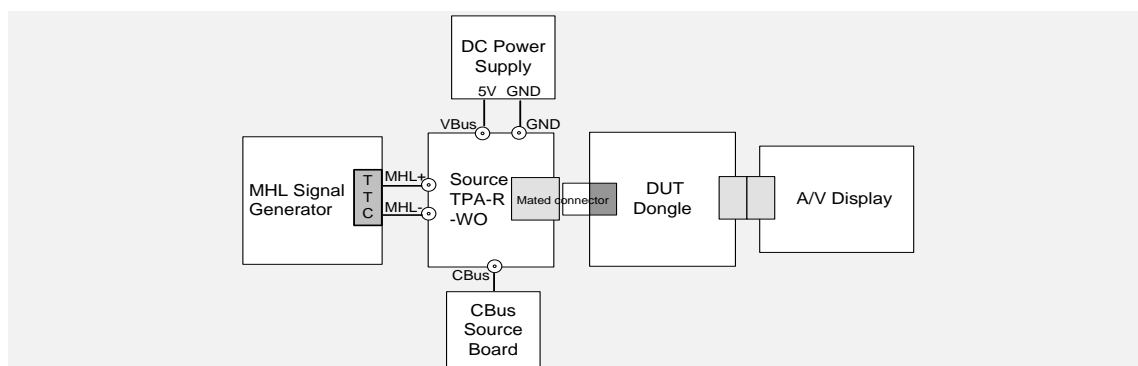 DC Power
Supply
5V GND
VBus
GND
MHL Signal
Generator
T
T
C
MHL+
MHL-
Source
TPA-R
-WO
Mated connector
DUT
Dongle
A/V Display
CBus
CBus
Source
Board